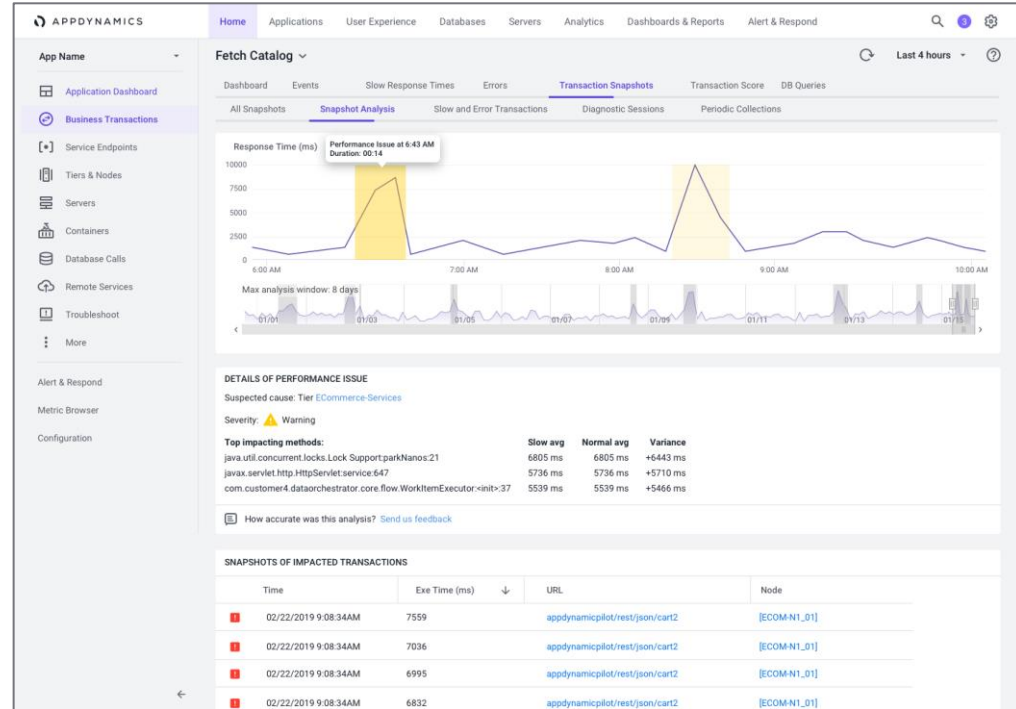 APPDYNAMICS
Home Applications User Experience Databases Servers Analytics Dashboards & Reports Alert & Respond 3
App Name
Application Dashboard
Business Transactions
Service Endpoints
Tiers & Nodes
Servers
Containers
Database Calls
Remote Services
Troubleshoot
More
Alert & Respond
Metric Browser
Configuration
Fetch Catalog
Last 4 hours
Dashboard Events Slow Response Times Errors Transaction Snapshots Transaction Score DB Queries
All Snapshots Snapshot Analysis Slow and Error Transactions Diagnostic Sessions Periodic Collections
Response Time (ms)
Performance Issue at 6:43 AM
Duration: 00:14
10000
7500
5000
2500
0
6:00 AM 7:00 AM 8:00 AM 9:00 AM 10:00 AM
Max analysis window: 8 days
01/01 01/03 01/05 01/07 01/09 01/11 01/13 01/15
DETAILS OF PERFORMANCE ISSUE
Suspected cause: Tier ECommerce-Services
Severity: Warning
Top impacting methods: Slow avg Normal avg Variance
java.util.concurrent.locks.Lock Support:parkNanos:21 6805 ms 6805 ms +6443 ms
javax.servlet.http.HttpServlet:service:647 5736 ms 5736 ms +5710 ms
com.customer4.dataorchestrator.core.flow.WorkItemExecutor:<init>:37 5539 ms 5539 ms +5466 ms
How accurate was this analysis? Send us feedback
SNAPSHOTS OF IMPACTED TRANSACTIONS
Time Exe Time (ms) URL Node
02/22/2019 9:08:34AM 7559 appdynamicpilot/rest/json/cart2 [ECOM-N1_01]
02/22/2019 9:08:34AM 7036 appdynamicpilot/rest/json/cart2 [ECOM-N1_01]
02/22/2019 9:08:34AM 6995 appdynamicpilot/rest/json/cart2 [ECOM-N1_01]
02/22/2019 9:08:34AM 6832 appdynamicpilot/rest/json/cart2 [ECOM-N1_01]